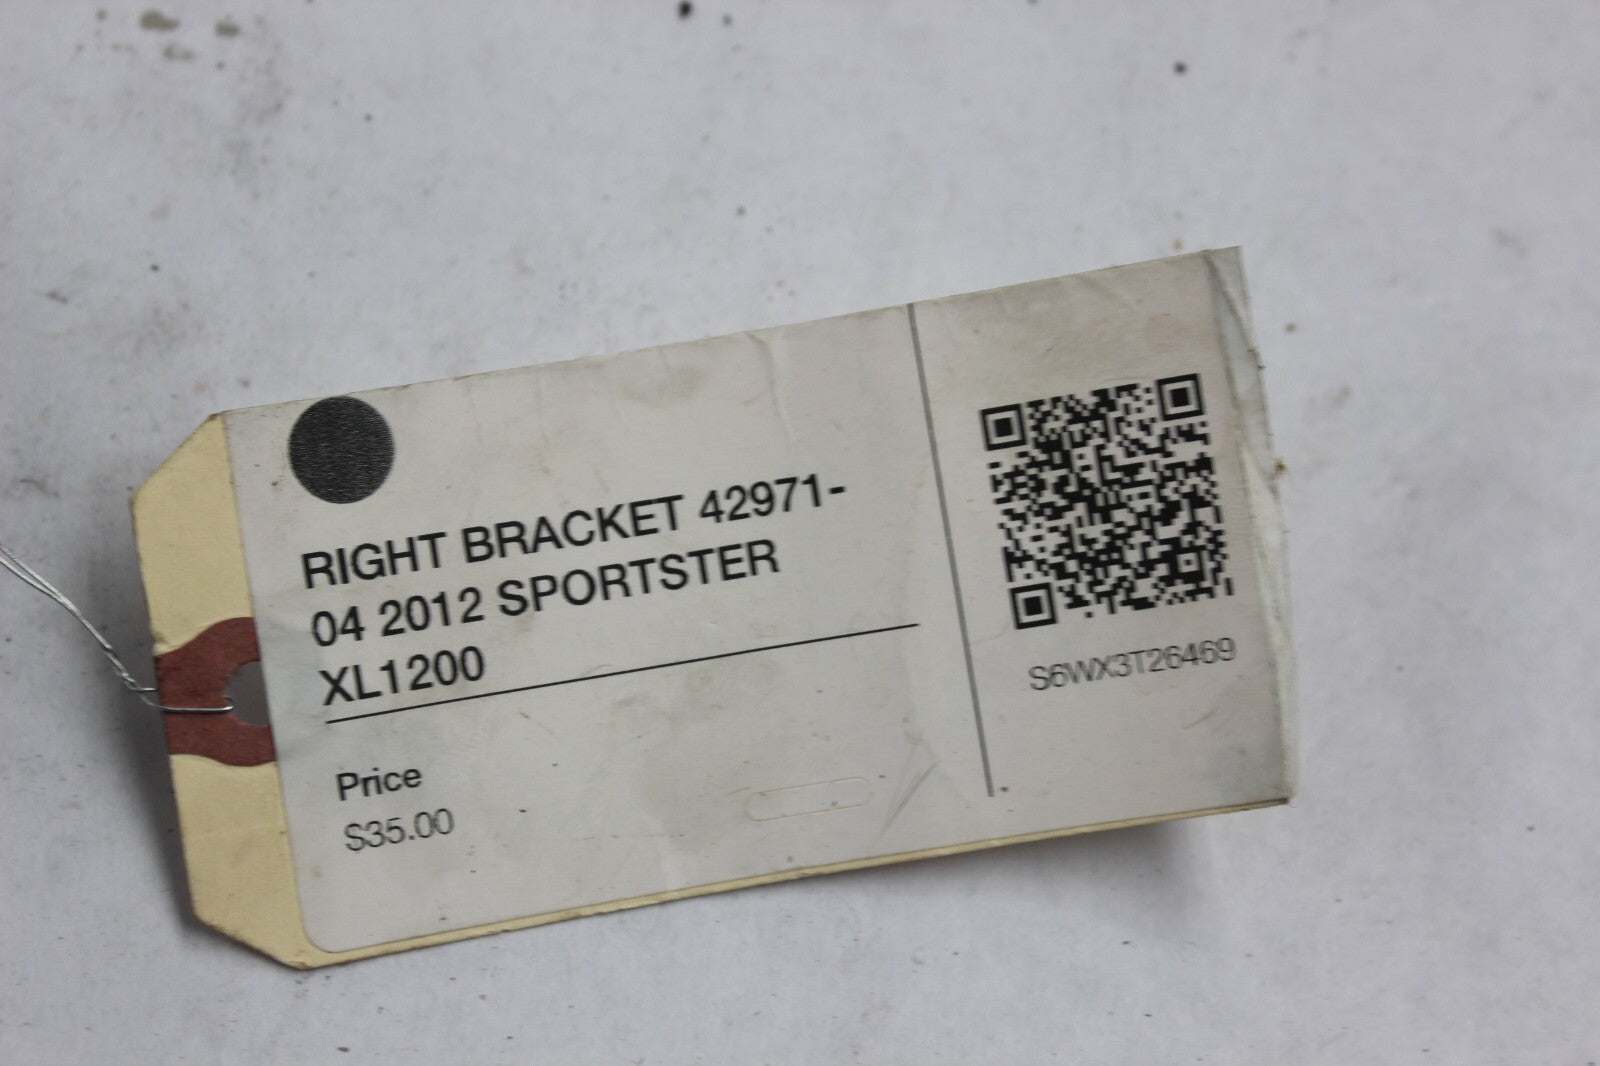 RIGHT BRACKET 42971-
04 2012 SPORTSTER
XL1200
Price
$35.00
S6WX3T26469